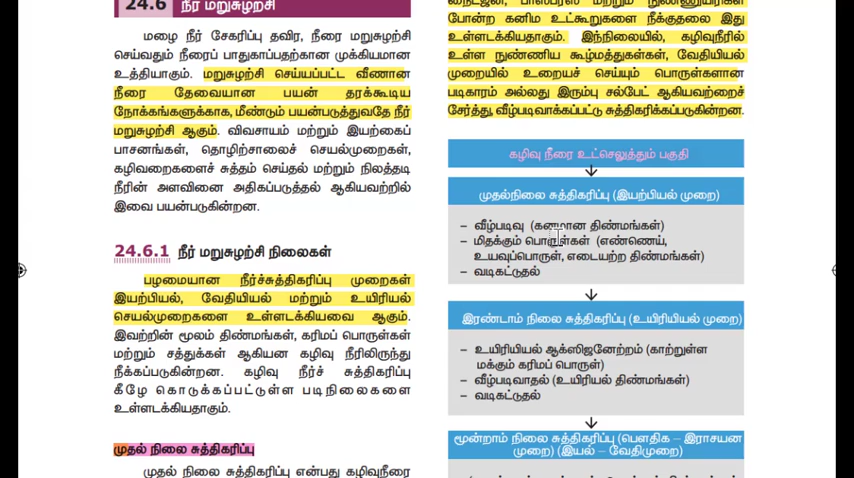 24.6 நீர் மறுசுழற்சி
மழை நீர் சேகரிப்பு தவிர, நீரை மறுசுழற்சி
செய்வதும் நீரைப் பாதுகாப்பதற்கான முக்கியமான
உத்தியாகும். மறுசுழற்சி செய்யப்பட்ட வீணான
நீரை தேவையான பயன் தரக்கூடிய
நோக்கங்களுக்காக, மீண்டும் பயன்படுத்துவதே நீர்
மறுசுழற்சி ஆகும். விவசாயம் மற்றும் இயற்கைப்
பாசனங்கள், தொழிற்சாலைச் செயல்முறைகள்,
கழிவறைகளைச் சுத்தம் செய்தல் மற்றும் நிலத்தடி
நீரின் அளவினை அதிகப்படுத்தல் ஆகியவற்றில்
இவை பயன்படுகின்றன.
24.6.1 நீர் மறுசுழற்சி நிலைகள்
பழமையான நீர்ச்சுத்திகரிப்பு முறைகள்
இயற்பியல், வேதியியல் மற்றும் உயிரியல்
செயல்முறைகளை உள்ளடக்கியவை ஆகும்.
இவற்றின் மூலம் திண்மங்கள், கரிமப் பொருள்கள்
மற்றும் சத்துக்கள் ஆகியன கழிவு நீரிலிருந்து
நீக்கப்படுகின்றன. கழிவு நீர்ச் சுத்திகரிப்பு
கீழே கொடுக்கப்பட்டுள்ள படிநிலைகளை
உள்ளடக்கியதாகும்.
முதல் நிலை சுத்திகரிப்பு
முதல் நிலை சுத்திகரிப்பு என்பது கழிவுநீரை
நைட்ரஜன், பாஸ்பரஸ் மற்றும் நுண்ணுயிரிகள்
போன்ற கனிம உட்கூறுகளை நீக்குதலை இது
உள்ளடக்கியதாகும். இந்நிலையில், கழிவுநீரில்
உள்ள நுண்ணிய கூழ்மத்துகள்கள், வேதியியல்
முறையில் உறையச் செய்யும் பொருள்களான
படிகாரம் அல்லது இரும்பு சல்பேட் ஆகியவற்றைச்
சேர்த்து, வீழ்படிவாக்கப்பட்டு சுத்திகரிக்கப்படுகின்றன.
கழிவு நீரை உட்செலுத்தும் பகுதி
முதல்நிலை சுத்திகரிப்பு (இயற்பியல் முறை)
– வீழ்படிவு (கனமான திண்மங்கள்)
– மிதக்கும் பொருள்கள் (எண்ணெய்,
உயவுப்பொருள், எடையற்ற திண்மங்கள்)
– வடிகட்டுதல்
இரண்டாம் நிலை சுத்திகரிப்பு (உயிரியியல் முறை)
– உயிரியியல் ஆக்ஸிஜனேற்றம் (காற்றுள்ள
மக்கும் கரிமப் பொருள்)
– வீழ்படிவாதல் (உயிரியல் திண்மங்கள்)
– வடிகட்டுதல்
மூன்றாம் நிலை சுத்திகரிப்பு (பௌதிக – இராசயன
முறை) (இயல் – வேதிமுறை)